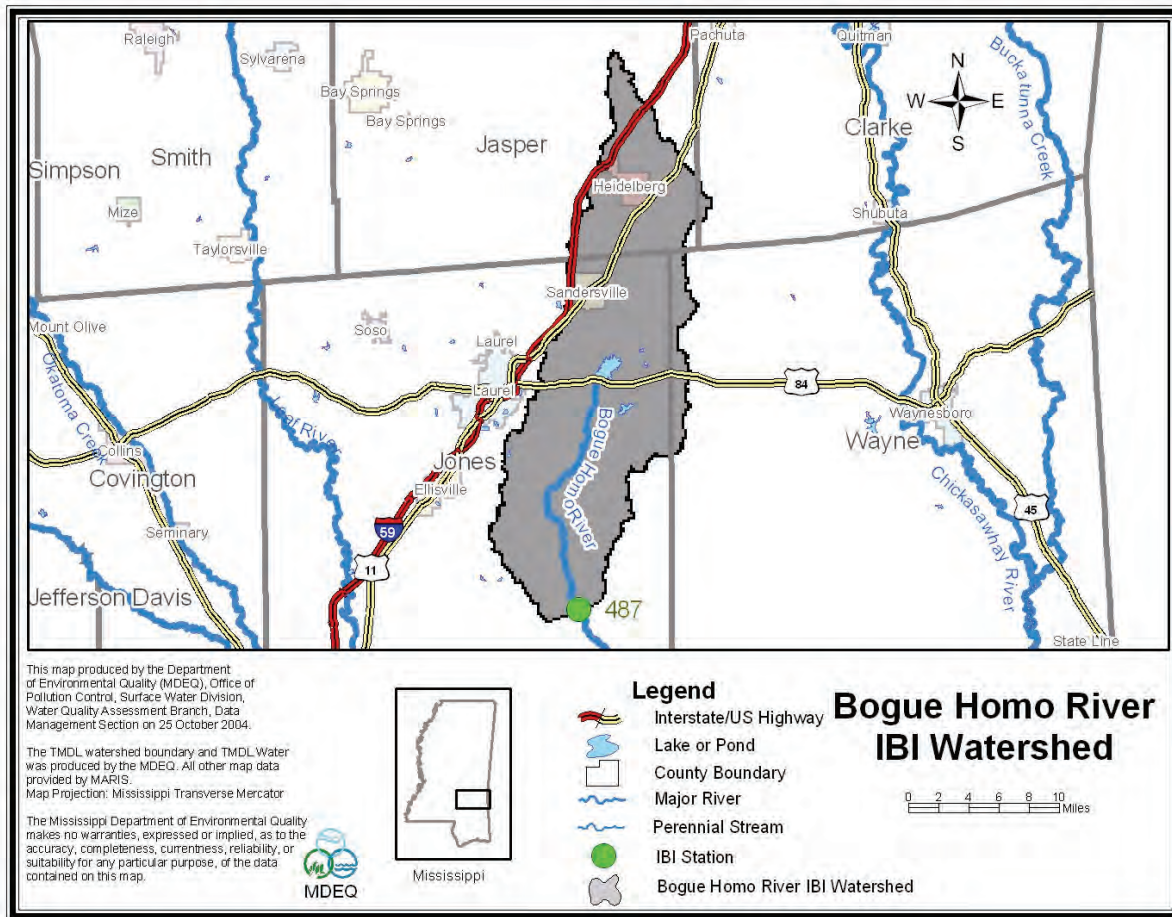 Raleigh
Sylvarena
Pachuta
Quitman
Buckatunna Creek
Bay Springs
Bay Springs
N
W E
S
Clarke
Jasper
Smith
Simpson
Heidelberg
Mize
Shubuta
Taylorsville
Sandersville
Mount Olive
Soso
Laurel
Okatoma Creek
Leaf River
Laurel
84
Bogue Homo River
Waynesboro
Wayne
Collins
Covington
Jones
Ellisville
Chickasawhay River
45
Seminary
59
11
Jefferson Davis
487
State Line
This map produced by the Department
of Environmental Quality (MDEQ), Office of
Pollution Control, Surface Water Division,
Water Quality Assessment Branch, Data
Management Section on 25 October 2004.
The TMDL watershed boundary and TMDL Water
was produced by the MDEQ. All other map data
provided by MARIS.
Map Projection: Mississippi Transverse Mercator
The Mississippi Department of Environmental Quality
makes no warranties, expressed or implied, as to the
accuracy, completeness, currentness, reliability, or
suitability for any particular purpose, of the data
contained on this map.
MDEQ
Mississippi
Legend
Interstate/US Highway
Lake or Pond
County Boundary
Major River
Perennial Stream
IBI Station
Bogue Homo River IBI Watershed
Bogue Homo River
IBI Watershed
0 2 4 6 8 10
Miles